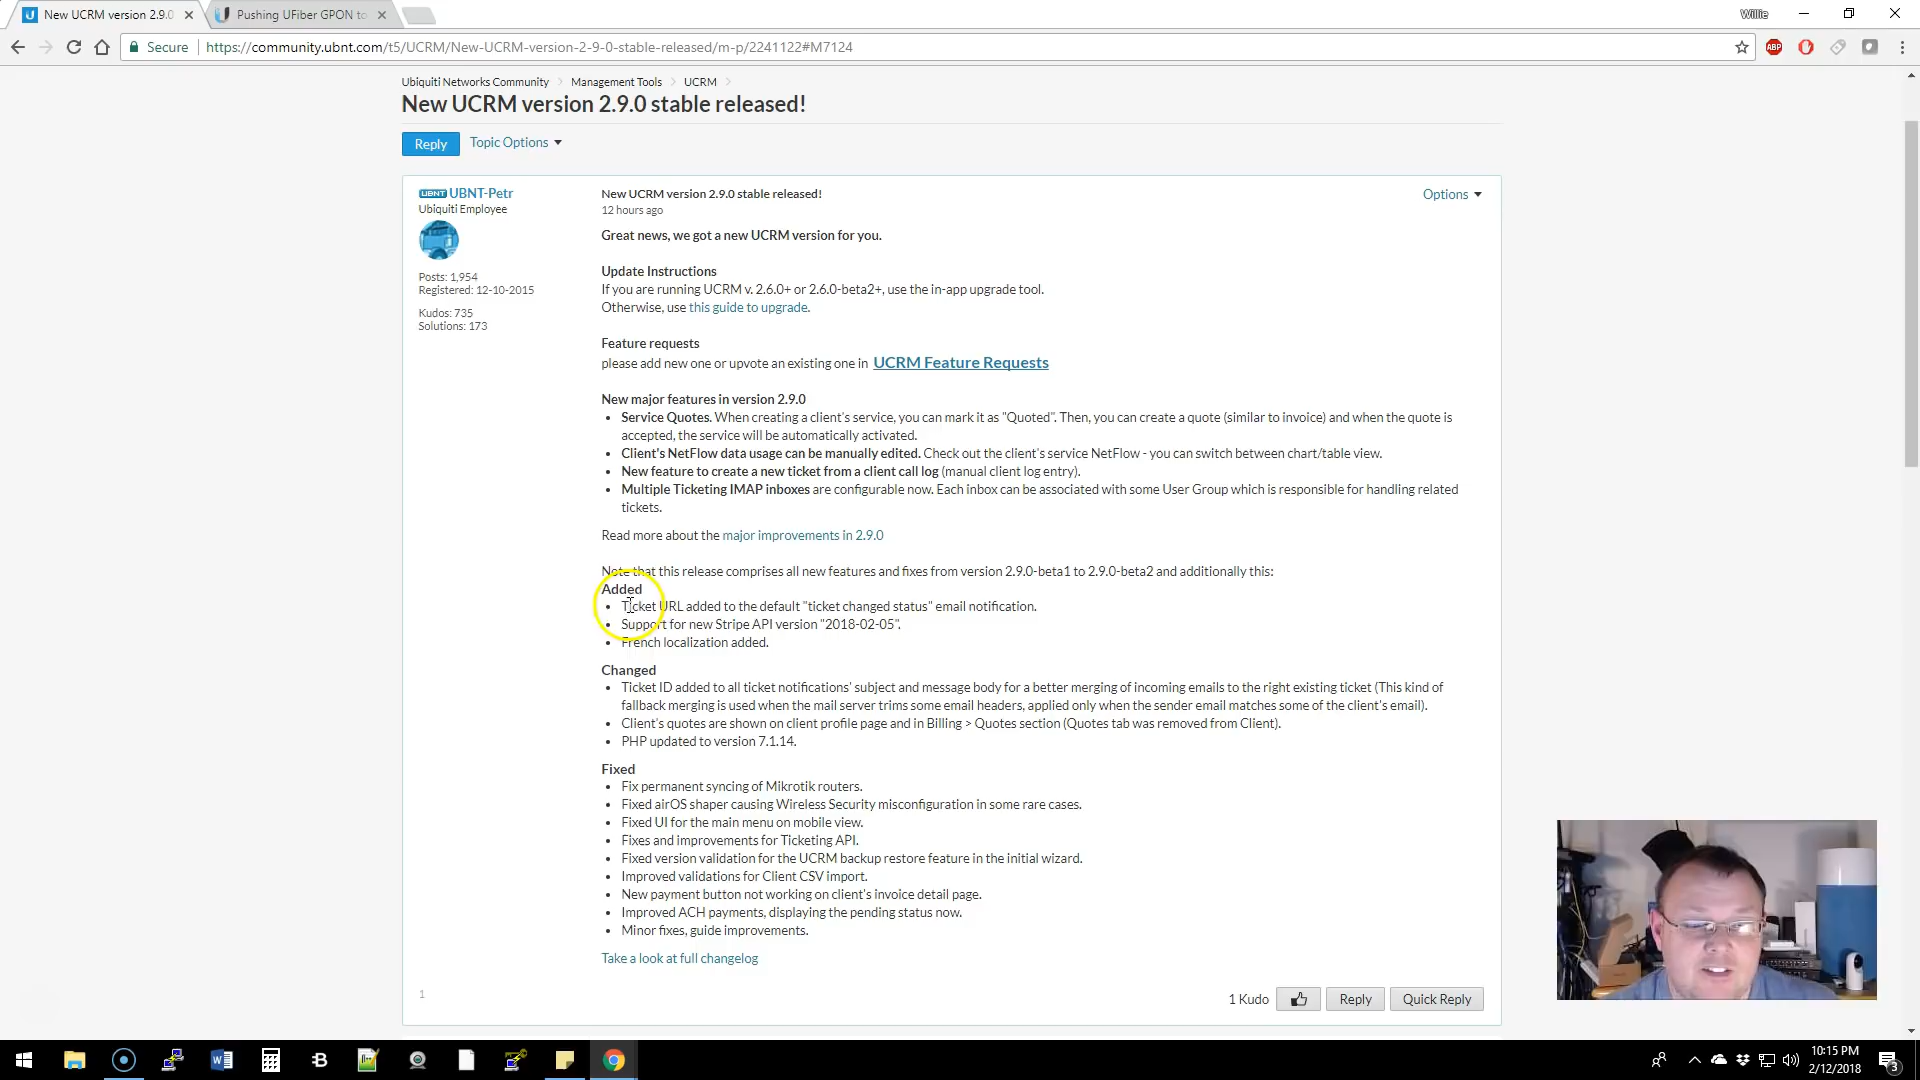 New UCRM version 2.9.0
Pushing UFiber GPON to
Willie
Secure
https://community.ubnt.com/t5/UCRM/New-UCRM-version-2-9-0-stable-released/m-p/2241122#M7124
ABP
Ubiquiti Networks Community > Management Tools > UCRM >
New UCRM version 2.9.0 stable released!
Reply
Topic Options
UBNT UBNT-Petr
Ubiquiti Employee
Posts: 1,954
Registered: 12-10-2015
Kudos: 735
Solutions: 173
New UCRM version 2.9.0 stable released!
Options
12 hours ago
Great news, we got a new UCRM version for you.
Update Instructions
If you are running UCRM v. 2.6.0+ or 2.6.0-beta2+, use the in-app upgrade tool.
Otherwise, use this guide to upgrade.
Feature requests
please add new one or upvote an existing one in UCRM Feature Requests
New major features in version 2.9.0
• Service Quotes. When creating a client's service, you can mark it as "Quoted". Then, you can create a quote (similar to invoice) and when the quote is
accepted, the service will be automatically activated.
• Client's NetFlow data usage can be manually edited. Check out the client's service NetFlow - you can switch between chart/table view.
• New feature to create a new ticket from a client call log (manual client log entry).
• Multiple Ticketing IMAP inboxes are configurable now. Each inbox can be associated with some User Group which is responsible for handling related
tickets.
Read more about the major improvements in 2.9.0
Note that this release comprises all new features and fixes from version 2.9.0-beta1 to 2.9.0-beta2 and additionally this:
Added
• Ticket URL added to the default "ticket changed status" email notification.
• Support for new Stripe API version "2018-02-05".
• French localization added.
Changed
• Ticket ID added to all ticket notifications' subject and message body for a better merging of incoming emails to the right existing ticket (This kind of
fallback merging is used when the mail server trims some email headers, applied only when the sender email matches some of the client's email).
• Client's quotes are shown on client profile page and in Billing > Quotes section (Quotes tab was removed from Client).
• PHP updated to version 7.1.14.
Fixed
• Fix permanent syncing of Mikrotik routers.
• Fixed airOS shaper causing Wireless Security misconfiguration in some rare cases.
• Fixed UI for the main menu on mobile view.
• Fixes and improvements for Ticketing API.
• Fixed version validation for the UCRM backup restore feature in the initial wizard.
• Improved validations for Client CSV import.
• New payment button not working on client's invoice detail page.
• Improved ACH payments, displaying the pending status now.
• Minor fixes, guide improvements.
Take a look at full changelog
1
1 Kudo
Reply
Quick Reply
10:15 PM
2/12/2018
3